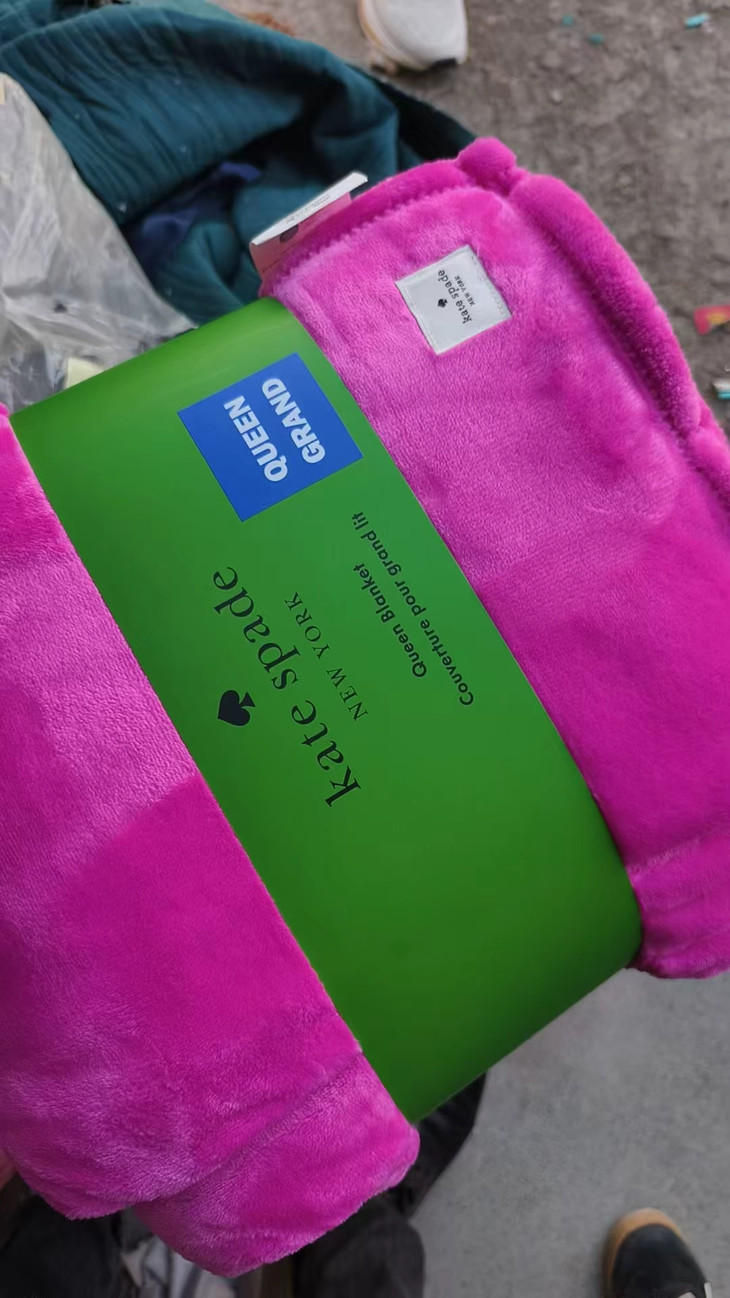 QUEEN
GRAND
kate spade
NEW YORK
Queen Blanket
Couverture pour grand lit
kate spade
NEW YORK